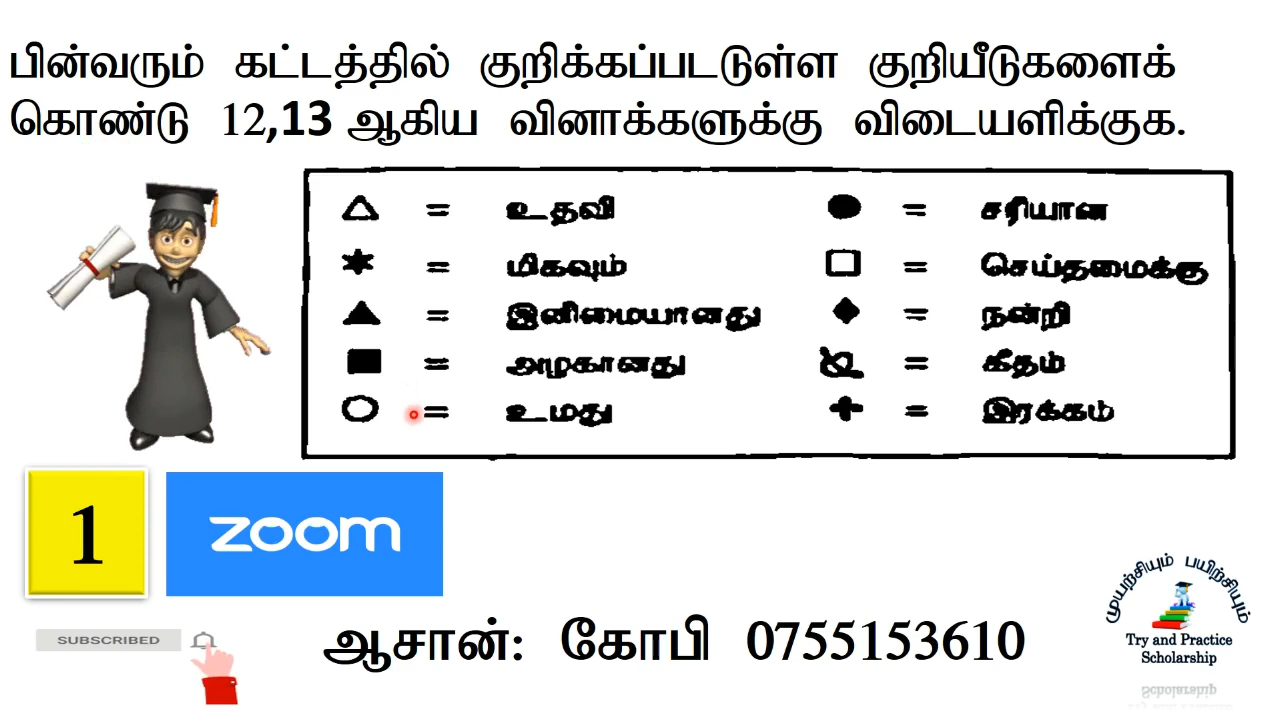 பின்வரும் கட்டத்தில் குறிக்கப்படடுள்ள குறியீடுகளைக்
கொண்டு 12,13 ஆகிய வினாக்களுக்கு விடையளிக்குக.
△ = உதவி ● = சரியான
★ = மிகவும் □ = செய்தமைக்கு
▲ = இனிமையானது ◆ = நன்றி
■ = அழகானது = கீதம்
○ = உமது ✚ = இரக்கம்
1
zoom
SUBSCRIBED
ஆசான்: கோபி 0755153610
முயற்சியும் பயிற்சியும்
Try and Practice
Scholarship